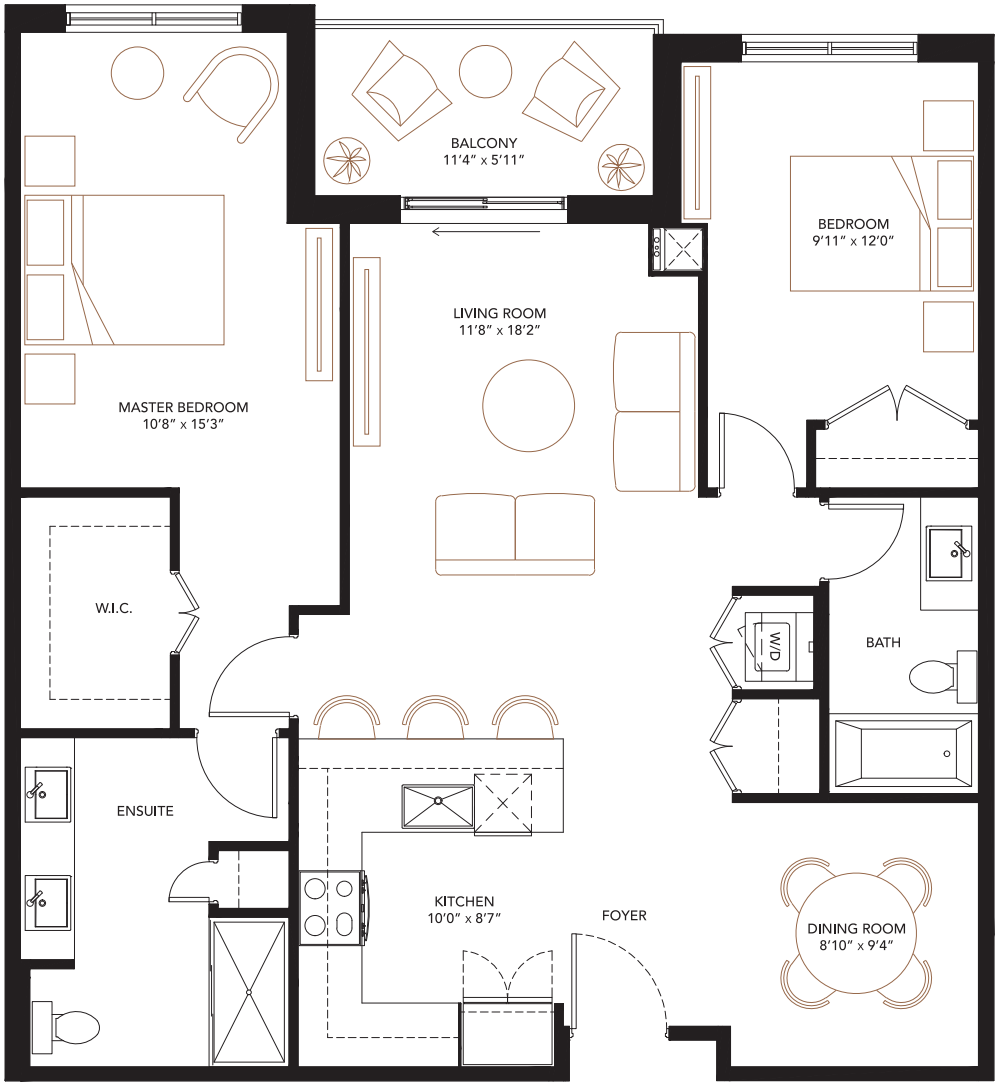 BALCONY
11'4" x 5'11"
BEDROOM
9'11" x 12'0"
LIVING ROOM
11'8" x 18'2"
MASTER BEDROOM
10'8" x 15'3"
W.I.C.
W/D
BATH
ENSUITE
KITCHEN
10'0" x 8'7"
FOYER
DINING ROOM
8'10" x 9'4"